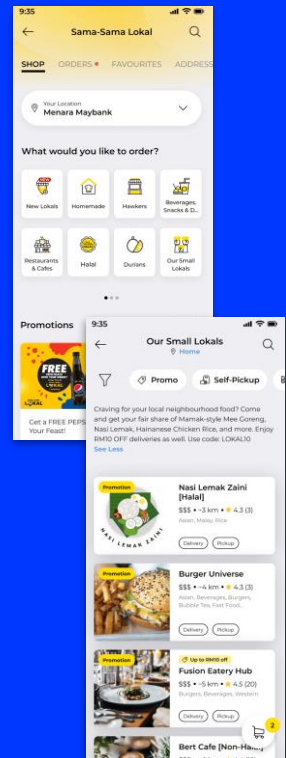 9:35
Sama-Sama Lokal
SHOP ORDERS FAVOURITES ADDRESS
Your Location
Menara Maybank
What would you like to order?
New Lokals
Homemade
Hawkers
Beverages,
Snacks & D...
Restaurants
& Cafes
Halal
Durians
Our Small
Lokals
Promotions
FREE
LOKAL
Get a FREE PEPS
Your Feast!
9:35
Our Small Lokals
Home
Promo
Self-Pickup
Craving for your local neighbourhood food? Come
and get your fair share of Mamak-style Mee Goreng,
Nasi Lemak, Hainanese Chicken Rice, and more. Enjoy
RM10 OFF deliveries as well. Use code: LOKAL10
See Less
Promotion
NASI LEMAK ZAINI
Nasi Lemak Zaini
[Halal]
$$$ • ~3 km • 4.3 (3)
Asian, Malay, Rice
Delivery Pickup
Promotion
Burger Universe
$$$ • ~4 km • 4.3 (3)
Asian, Beverages, Burgers,
Bubble Tea, Fast Food..
Delivery Pickup
Promotion
Up to RM10 off
Fusion Eatery Hub
$$$ • ~5 km • 4.5 (20)
Burgers, Beverages, Western
Delivery Pickup
2
Promotion
Bert Cafe [Non-Halal]